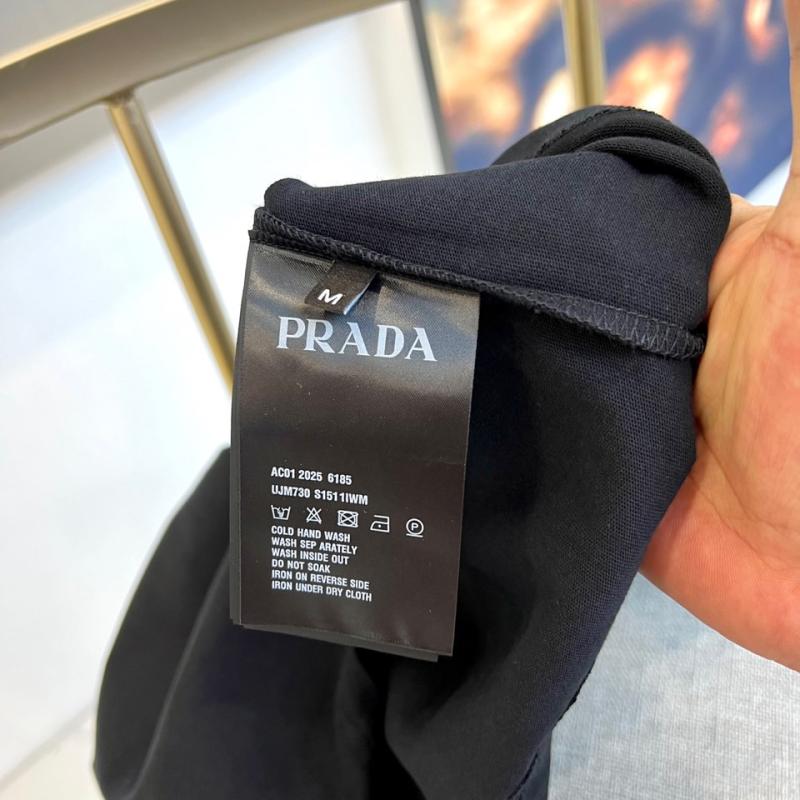 M
PRADA
AC01 2025 6185
UJM730 S1511IWM
COLD HAND WASH
WASH SEP ARATELY
WASH INSIDE OUT
DO NOT SOAK
IRON ON REVERSE SIDE
IRON UNDER DRY CLOTH